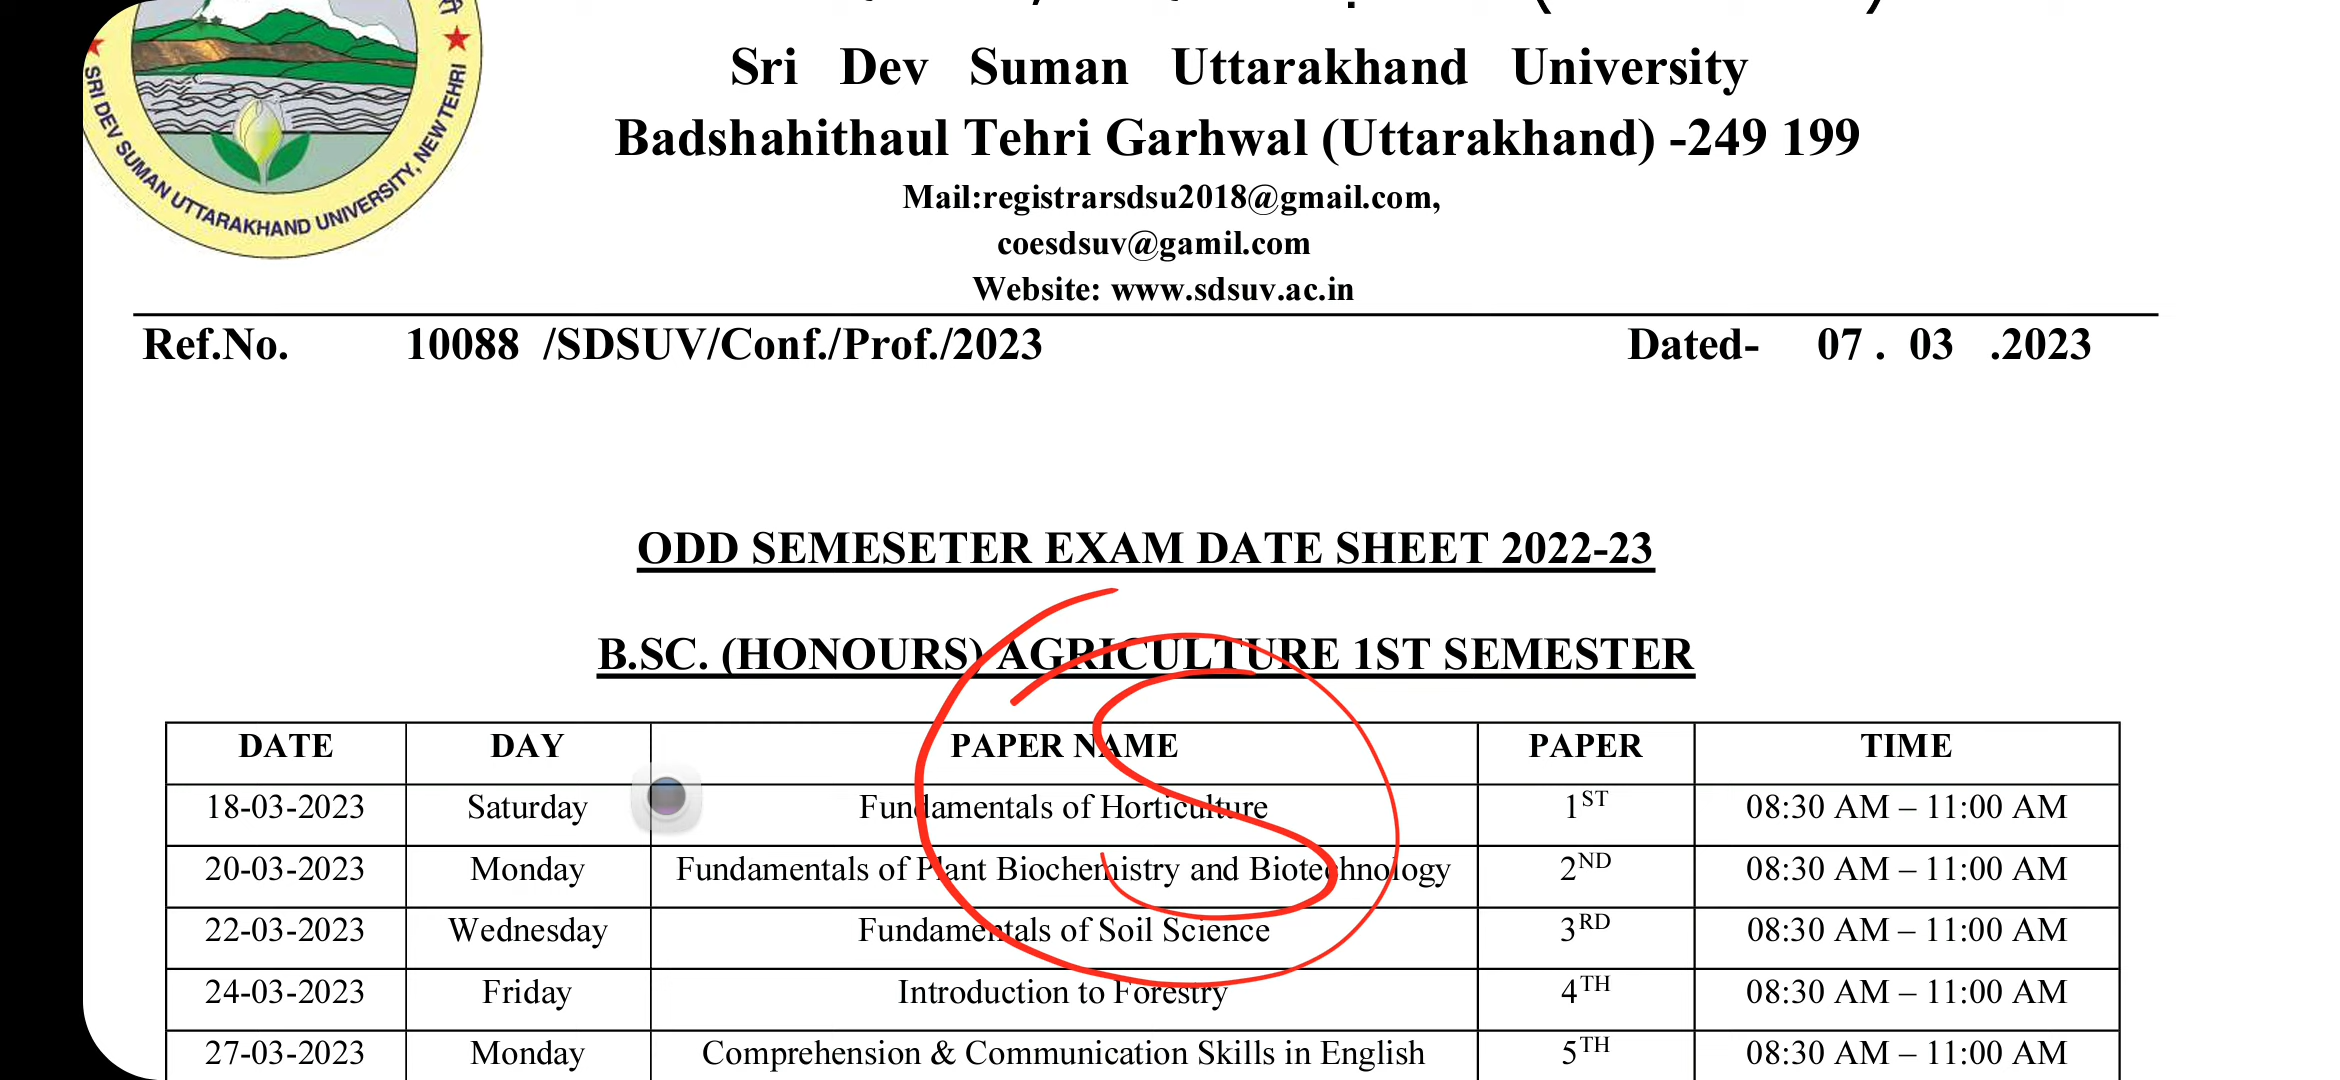 SRI DEV SUMAN UTTARAKHAND UNIVERSITY, NEW TEHRI
Sri Dev Suman Uttarakhand University
Badshahithaul Tehri Garhwal (Uttarakhand) -249 199
Mail:registrarsdsu2018@gmail.com,
coesdsuv@gamil.com
Website: www.sdsuv.ac.in
Ref.No. 10088 /SDSUV/Conf./Prof./2023 Dated- 07 . 03 .2023
ODD SEMESETER EXAM DATE SHEET 2022-23
B.SC. (HONOURS) AGRICULTURE 1ST SEMESTER
DATE DAY PAPER NAME PAPER TIME
18-03-2023 Saturday Fundamentals of Horticulture 1ST 08:30 AM – 11:00 AM
20-03-2023 Monday Fundamentals of Plant Biochemistry and Biotechnology 2ND 08:30 AM – 11:00 AM
22-03-2023 Wednesday Fundamentals of Soil Science 3RD 08:30 AM – 11:00 AM
24-03-2023 Friday Introduction to Forestry 4TH 08:30 AM – 11:00 AM
27-03-2023 Monday Comprehension & Communication Skills in English 5TH 08:30 AM – 11:00 AM
S